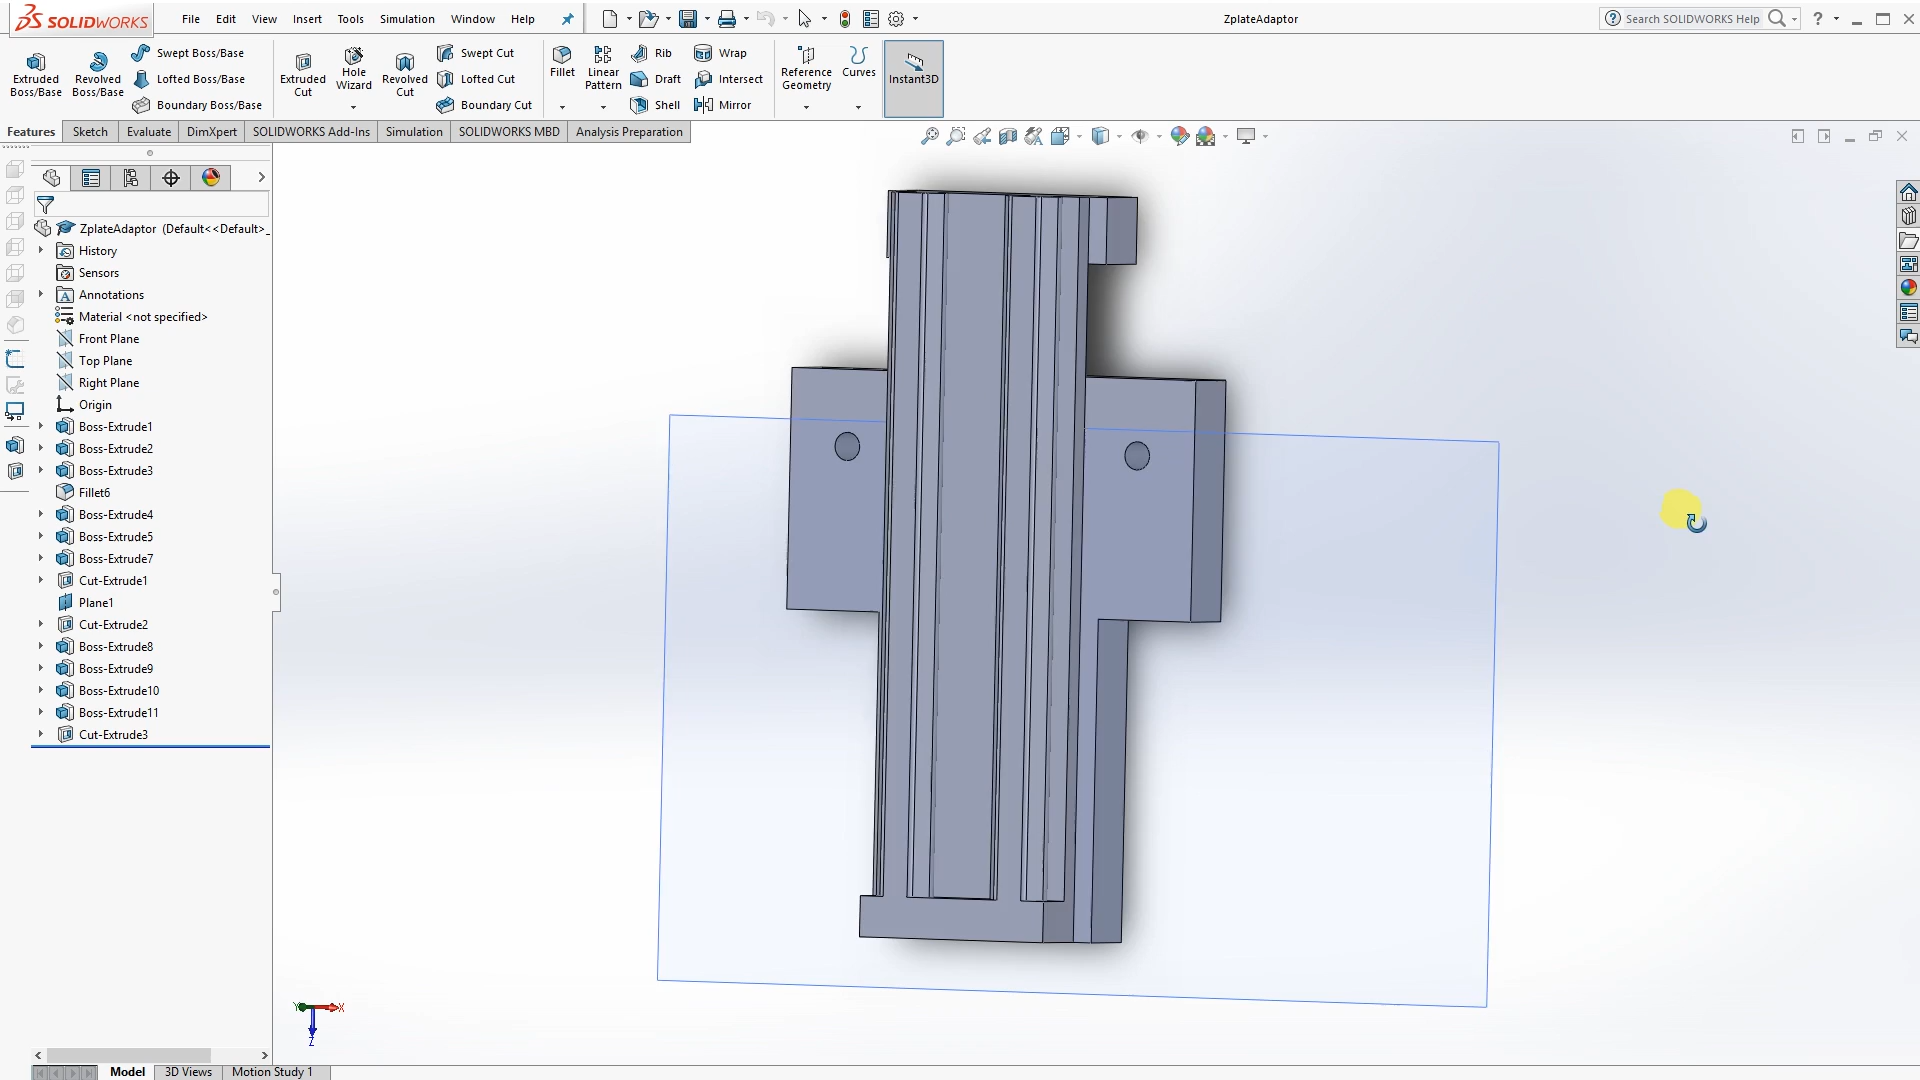 SOLIDWORKS File Edit View Insert Tools Simulation Window Help ZplateAdaptor Search SOLIDWORKS Help ?
Extruded Boss/Base
Revolved Boss/Base
Swept Boss/Base
Lofted Boss/Base
Boundary Boss/Base
Extruded Cut
Hole Wizard
Revolved Cut
Swept Cut
Lofted Cut
Boundary Cut
Fillet
Linear Pattern
Rib
Draft
Shell
Wrap
Intersect
Mirror
Reference Geometry
Curves
Instant3D
Features Sketch Evaluate DimXpert SOLIDWORKS Add-Ins Simulation SOLIDWORKS MBD Analysis Preparation
ZplateAdaptor (Default<<Default>_
History
Sensors
Annotations
Material <not specified>
Front Plane
Top Plane
Right Plane
Origin
Boss-Extrude1
Boss-Extrude2
Boss-Extrude3
Fillet6
Boss-Extrude4
Boss-Extrude5
Boss-Extrude7
Cut-Extrude1
Plane1
Cut-Extrude2
Boss-Extrude8
Boss-Extrude9
Boss-Extrude10
Boss-Extrude11
Cut-Extrude3
Y X
Z
Model 3D Views Motion Study 1